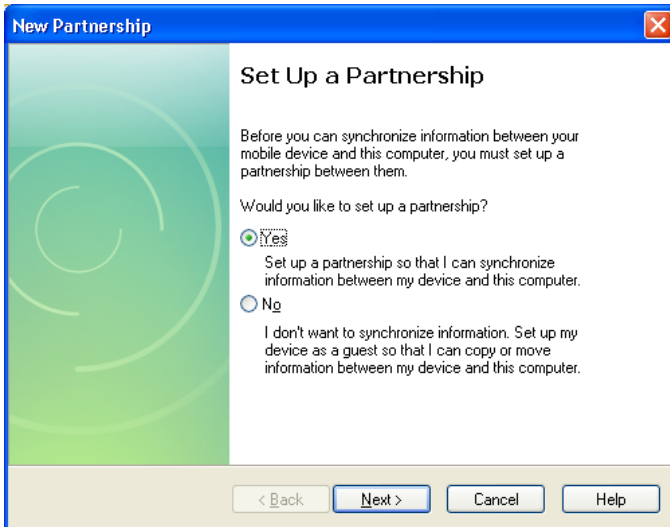 New Partnership
Set Up a Partnership
Before you can synchronize information between your
mobile device and this computer, you must set up a
partnership between them.
Would you like to set up a partnership?
Yes
Set up a partnership so that I can synchronize
information between my device and this computer.
No
I don't want to synchronize information. Set up my
device as a guest so that I can copy or move
information between my device and this computer.
< Back
Next >
Cancel
Help